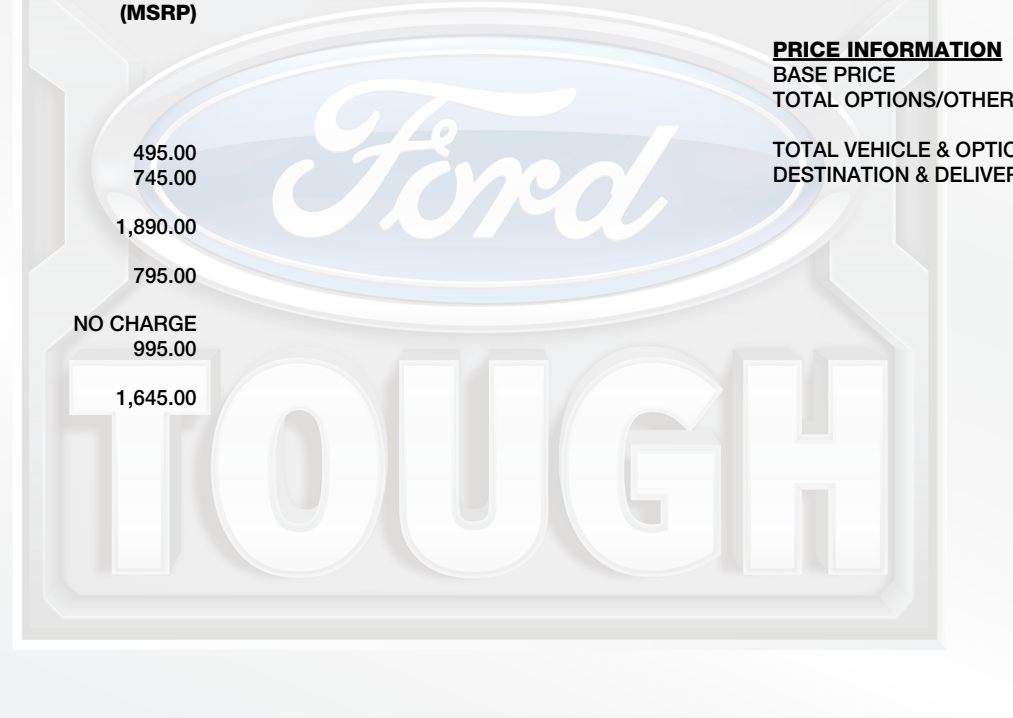 (MSRP)
495.00
745.00
1,890.00
795.00
NO CHARGE
995.00
1,645.00
PRICE INFORMATION
BASE PRICE
TOTAL OPTIONS/OTHER
TOTAL VEHICLE & OPTIO
DESTINATION & DELIVER
Ford
TOUGH